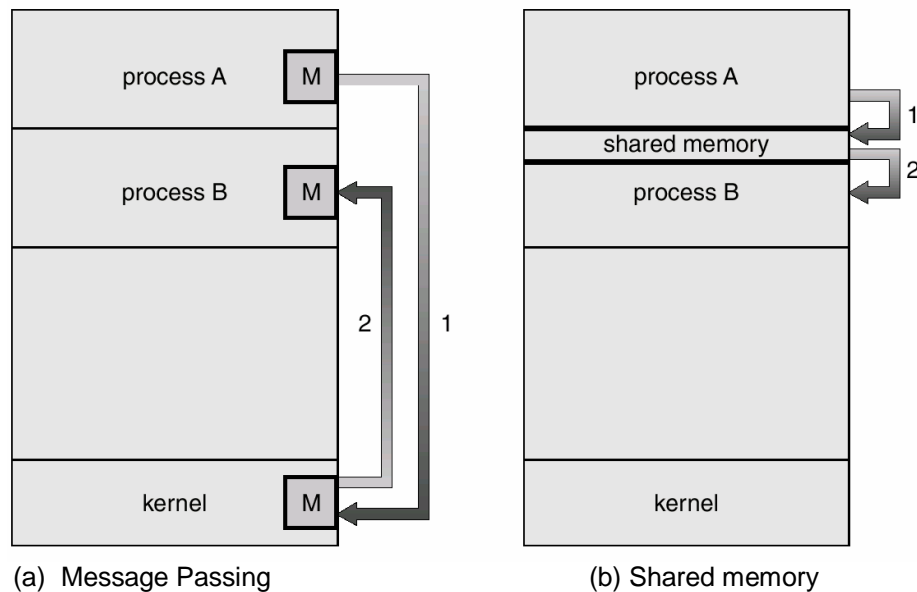 process A
M
process B
M
2
1
kernel
M
(a) Message Passing
process A
1
shared memory
2
process B
kernel
(b) Shared memory